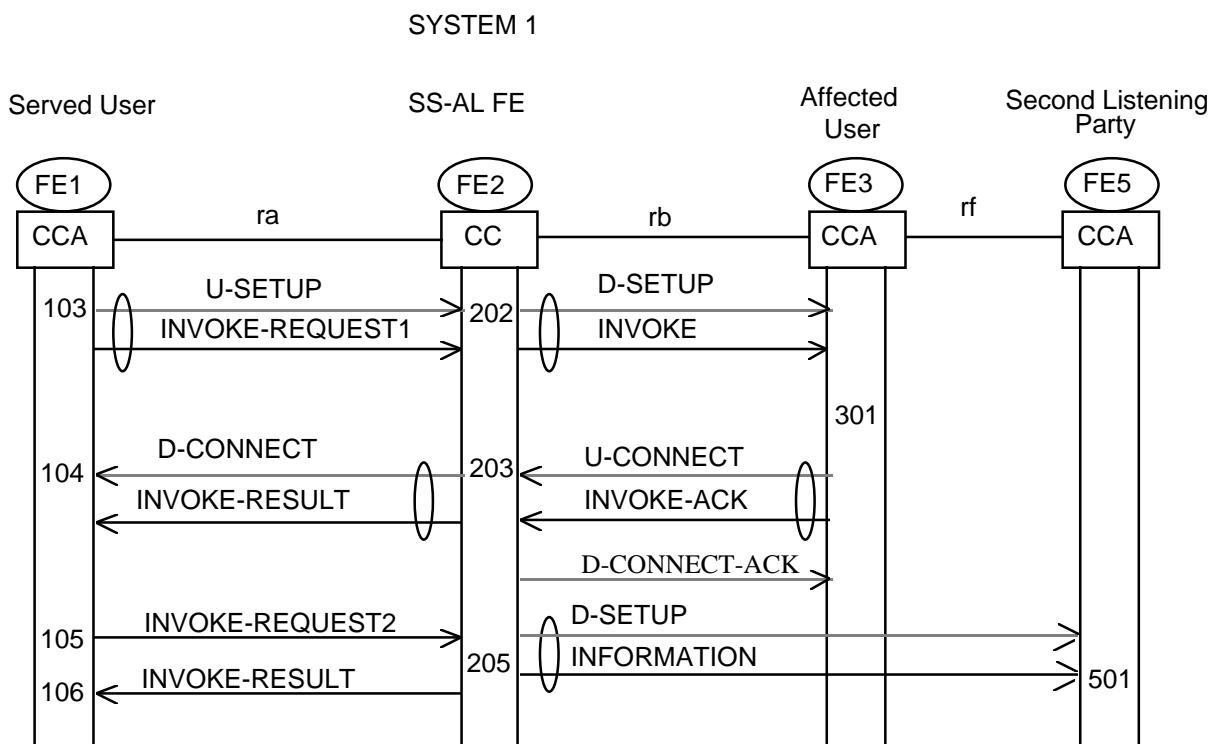 SYSTEM 1
Served User
SS-AL FE
Affected
User
Second Listening
Party
FE1
FE2
FE3
FE5
CCA
ra
CC
rb
CCA
rf
CCA
103
U-SETUP
202
D-SETUP
INVOKE-REQUEST1
INVOKE
301
104
D-CONNECT
203
U-CONNECT
INVOKE-RESULT
INVOKE-ACK
D-CONNECT-ACK
105
INVOKE-REQUEST2
D-SETUP
205
INFORMATION
106
INVOKE-RESULT
501